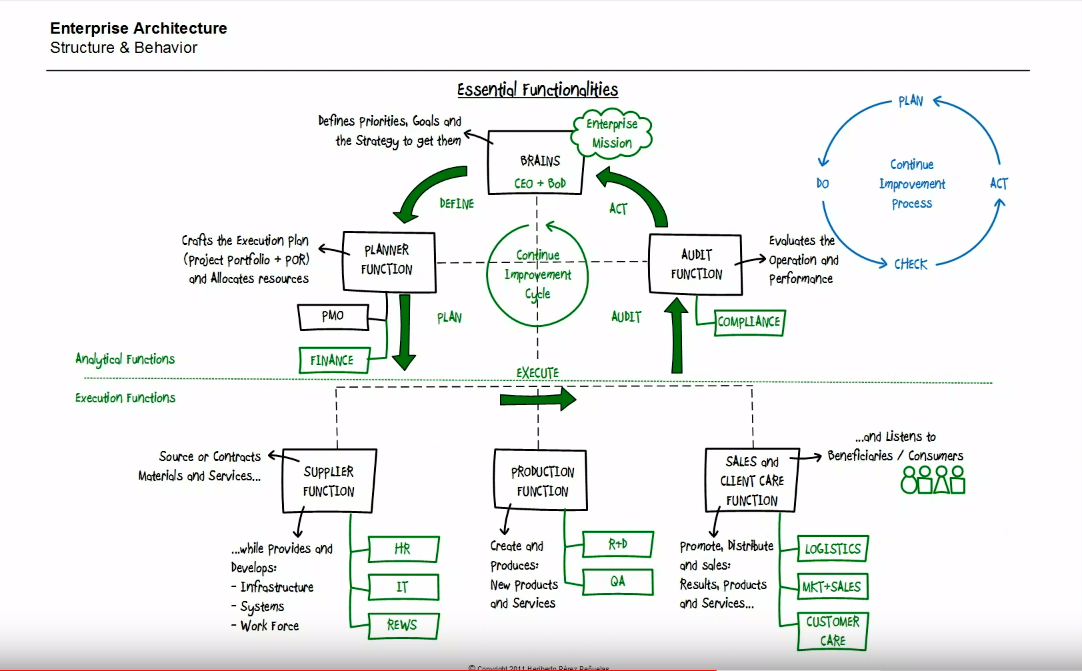 Enterprise Architecture
Structure & Behavior
Essential Functionalities
Defines Priorities, Goals and
the Strategy to get them
Enterprise
Mission
BRAINS
CEO + BoD
DEFINE
ACT
PLAN
DO
Continue
Improvement
Process
ACT
CHECK
Crafts the Execution Plan
(Project Portfolio + POR)
and Allocates resources
PLANNER
FUNCTION
Continue
Improvement
Cycle
AUDIT
FUNCTION
Evaluates the
Operation and
Performance
PMO
FINANCE
PLAN
AUDIT
COMPLIANCE
Analytical Functions
EXECUTE
Execution Functions
Source or Contracts
Materials and Services...
SUPPLIER
FUNCTION
PRODUCTION
FUNCTION
SALES and
CLIENT CARE
FUNCTION
...and Listens to
Beneficiaries / Consumers
...while Provides and
Develops:
- Infrastructure
- Systems
- Work Force
HR
IT
REWS
Create and
Produces:
New Products
and Services
R+D
QA
Promote, Distribute
and sales:
Results, Products
and Services...
LOGISTICS
MKT+SALES
CUSTOMER
CARE
© Copyright 2011 Heriberto Pérez